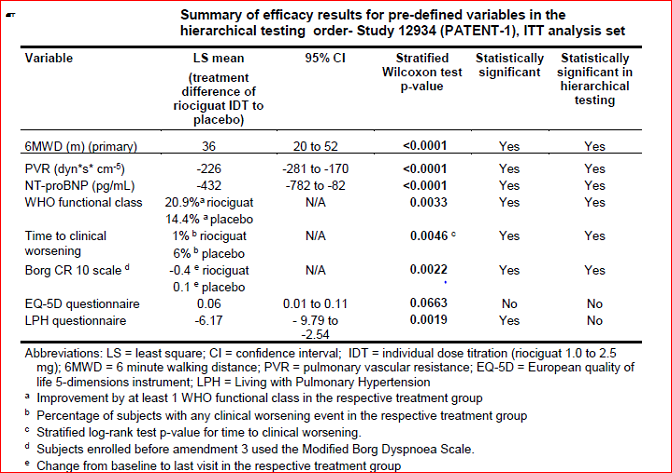 Summary of efficacy results for pre-defined variables in the
hierarchical testing order- Study 12934 (PATENT-1), ITT analysis set
Variable LS mean 95% CI Stratified Statistically Statistically
(treatment Wilcoxon test significant significant in
difference of p-value hierarchical
riociguat IDT to testing
placebo)
6MWD (m) (primary) 36 20 to 52 <0.0001 Yes Yes
PVR (dyn*s* cm-5) -226 -281 to -170 <0.0001 Yes Yes
NT-proBNP (pg/mL) -432 -782 to -82 <0.0001 Yes Yes
WHO functional class 20.9%a riociguat N/A 0.0033 Yes Yes
14.4% a placebo
Time to clinical 1% b riociguat N/A 0.0046 c Yes Yes
worsening 6% b placebo
Borg CR 10 scale d -0.4 e riociguat N/A 0.0022 Yes Yes
0.1 e placebo
EQ-5D questionnaire 0.06 0.01 to 0.11 0.0663 No No
LPH questionnaire -6.17 - 9.79 to 0.0019 Yes No
-2.54
Abbreviations: LS = least square; CI = confidence interval; IDT = individual dose titration (riociguat 1.0 to 2.5
mg); 6MWD = 6 minute walking distance; PVR = pulmonary vascular resistance; EQ-5D = European quality of
life 5-dimensions instrument; LPH = Living with Pulmonary Hypertension
a Improvement by at least 1 WHO functional class in the respective treatment group
b Percentage of subjects with any clinical worsening event in the respective treatment group
c Stratified log-rank test p-value for time to clinical worsening.
d Subjects enrolled before amendment 3 used the Modified Borg Dyspnoea Scale.
e Change from baseline to last visit in the respective treatment group